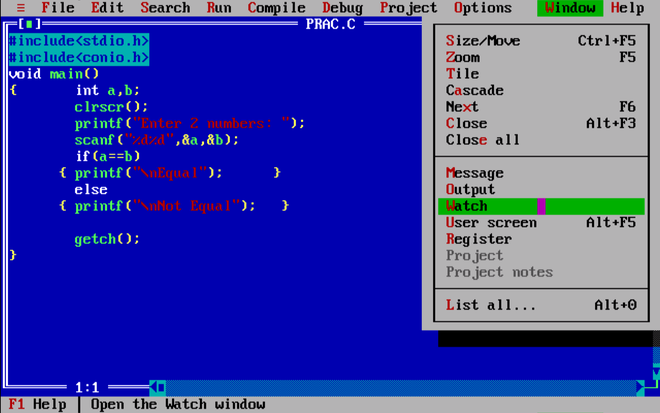 ≡ File Edit Search Run Compile Debug Project Options Window Help
[■] PRAC.C
#include<stdio.h>
#include<conio.h>
void main()
{ int a,b;
clrscr();
printf("Enter 2 numbers: ");
scanf("%d%d",&a,&b);
if(a==b)
{ printf("\nEqual"); }
else
{ printf("\nNot Equal"); }
getch();
}
Size/Move Ctrl+F5
Zoom F5
Tile
Cascade
Next F6
Close Alt+F3
Close all
Message
Output
Watch
User screen Alt+F5
Register
Project
Project notes
List all... Alt+0
1:1
F1 Help | Open the Watch window